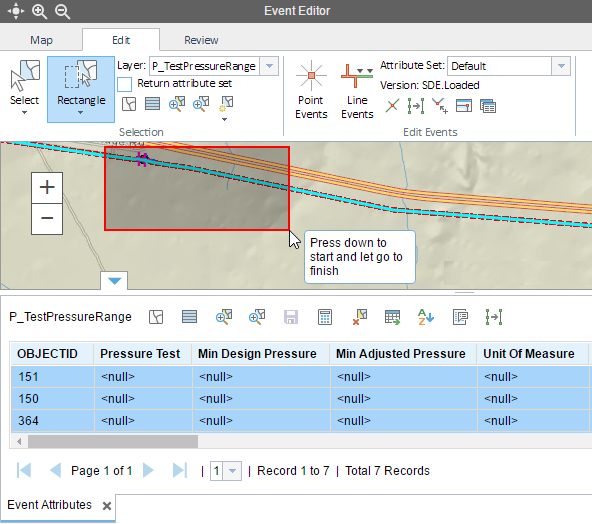 Event Editor
Map Edit Review
Select
Rectangle
Layer: P_TestPressureRange
Return attribute set
Selection
Point Events
Line Events
Attribute Set: Default
Version: SDE.Loaded
Edit Events
+
−
Press down to
start and let go to
finish
P_TestPressureRange
OBJECTID Pressure Test Min Design Pressure Min Adjusted Pressure Unit Of Measure
151 <null> <null> <null> <null>
150 <null> <null> <null> <null>
364 <null> <null> <null> <null>
Page 1 of 1 | 1 | Record 1 to 7 | Total 7 Records
Event Attributes